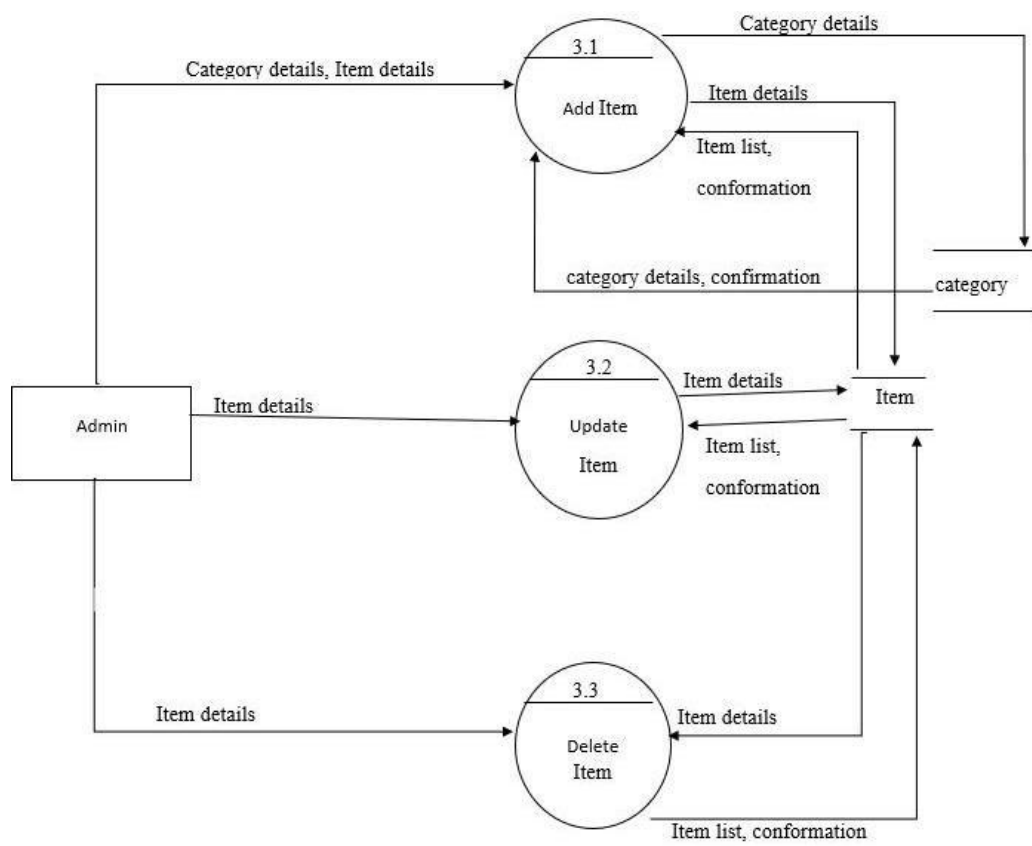 Category details
3.1
Category details, Item details
Add Item
Item details
Item list,
conformation
category details, confirmation
category
3.2
Item details
Item
Admin
Item details
Update
Item
Item list,
conformation
3.3
Item details
Item details
Delete
Item
Item list, conformation